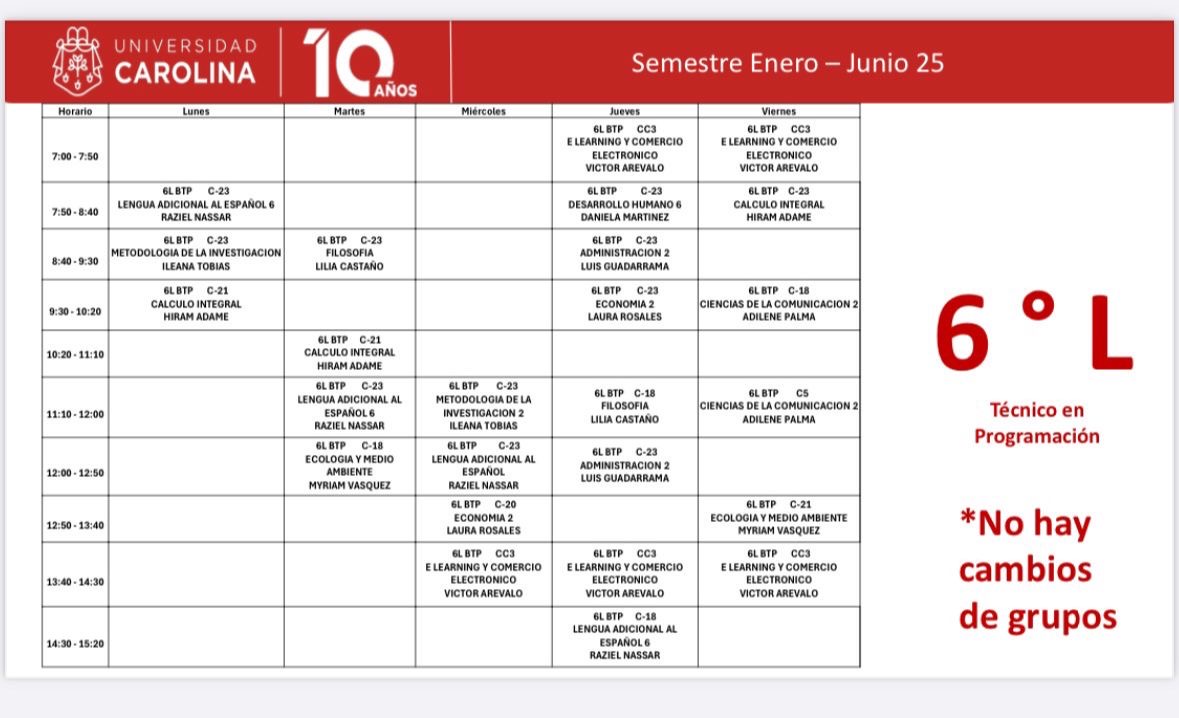 UNIVERSIDAD
CAROLINA
10 AÑOS
Semestre Enero – Junio 25
Horario Lunes Martes Miércoles Jueves Viernes
7:00 - 7:50
6L BTP CC3
E LEARNING Y COMERCIO
ELECTRONICO
VICTOR AREVALO
6L BTP CC3
E LEARNING Y COMERCIO
ELECTRONICO
VICTOR AREVALO
7:50 - 8:40
6L BTP C-23
LENGUA ADICIONAL AL ESPAÑOL 6
RAZIEL NASSAR
6L BTP C-23
DESARROLLO HUMANO 6
DANIELA MARTINEZ
6L BTP C-23
CALCULO INTEGRAL
HIRAM ADAME
8:40 - 9:30
6L BTP C-23
METODOLOGIA DE LA INVESTIGACION
ILEANA TOBIAS
6L BTP C-23
FILOSOFIA
LILIA CASTAÑO
6L BTP C-23
ADMINISTRACION 2
LUIS GUADARRAMA
9:30 - 10:20
6L BTP C-21
CALCULO INTEGRAL
HIRAM ADAME
6L BTP C-23
ECONOMIA 2
LAURA ROSALES
6L BTP C-18
CIENCIAS DE LA COMUNICACION 2
ADILENE PALMA
10:20 - 11:10
6L BTP C-21
CALCULO INTEGRAL
HIRAM ADAME
11:10 - 12:00
6L BTP C-23
LENGUA ADICIONAL AL
ESPAÑOL 6
RAZIEL NASSAR
6L BTP C-23
METODOLOGIA DE LA
INVESTIGACION 2
ILEANA TOBIAS
6L BTP C-18
FILOSOFIA
LILIA CASTAÑO
6L BTP C5
CIENCIAS DE LA COMUNICACION 2
ADILENE PALMA
12:00 - 12:50
6L BTP C-18
ECOLOGIA Y MEDIO
AMBIENTE
MYRIAM VASQUEZ
6L BTP C-23
LENGUA ADICIONAL AL
ESPAÑOL
RAZIEL NASSAR
6L BTP C-23
ADMINISTRACION 2
LUIS GUADARRAMA
12:50 - 13:40
6L BTP C-20
ECONOMIA 2
LAURA ROSALES
6L BTP C-21
ECOLOGIA Y MEDIO AMBIENTE
MYRIAM VASQUEZ
13:40 - 14:30
6L BTP CC3
E LEARNING Y COMERCIO
ELECTRONICO
VICTOR AREVALO
6L BTP CC3
E LEARNING Y COMERCIO
ELECTRONICO
VICTOR AREVALO
6L BTP CC3
E LEARNING Y COMERCIO
ELECTRONICO
VICTOR AREVALO
14:30 - 15:20
6L BTP C-18
LENGUA ADICIONAL AL
ESPAÑOL 6
RAZIEL NASSAR
6 ° L
Técnico en
Programación
*No hay
cambios
de grupos